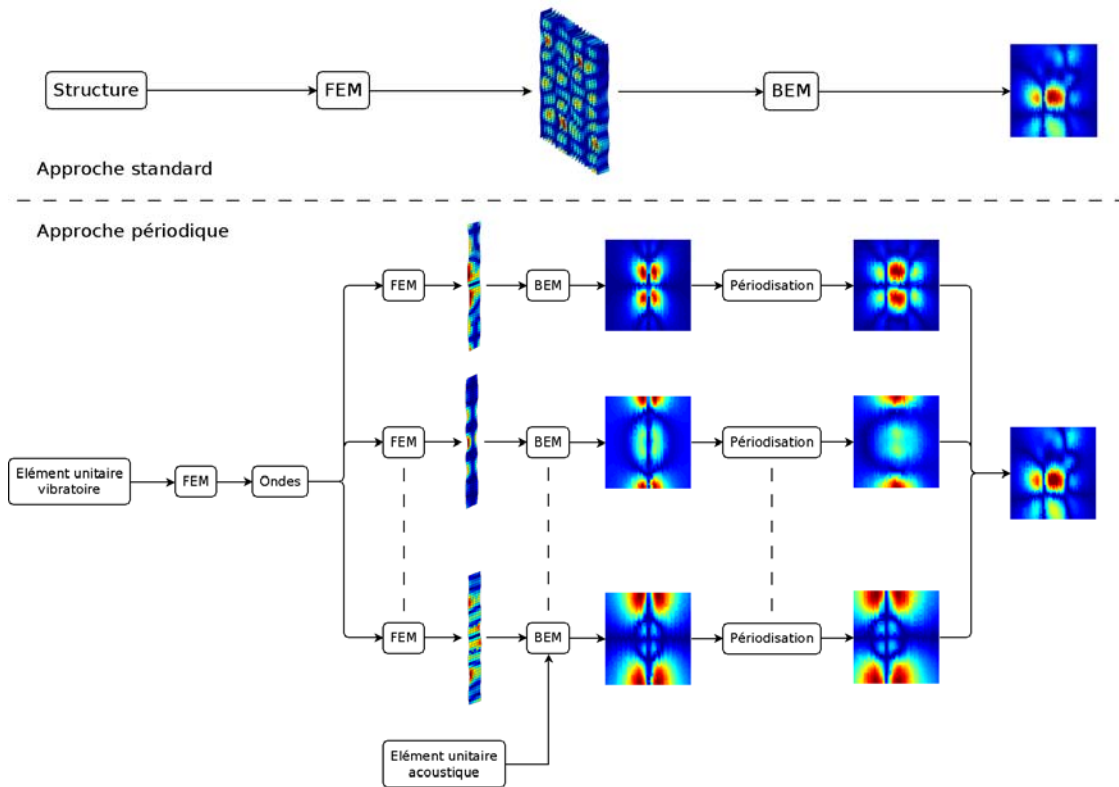 Structure
FEM
BEM
Approche standard
Approche périodique
FEM
BEM
Périodisation
FEM
BEM
Périodisation
Elément unitaire
vibratoire
FEM
Ondes
FEM
BEM
Périodisation
Elément unitaire
acoustique